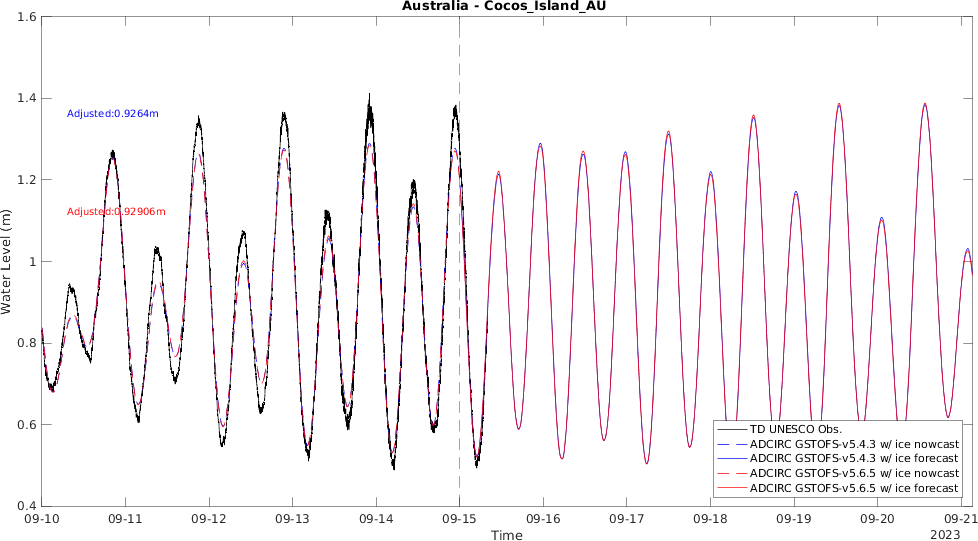 Australia - Cocos_Island_AU
1.6
1.4
1.2
1
0.8
0.6
0.4
Water Level (m)
Adjusted:0.9264m
Adjusted:0.92906m
TD UNESCO Obs.
ADCIRC GSTOFS-v5.4.3 w/ ice nowcast
ADCIRC GSTOFS-v5.4.3 w/ ice forecast
ADCIRC GSTOFS-v5.6.5 w/ ice nowcast
ADCIRC GSTOFS-v5.6.5 w/ ice forecast
09-10 09-11 09-12 09-13 09-14 09-15 09-16 09-17 09-18 09-19 09-20 09-21
Time
2023